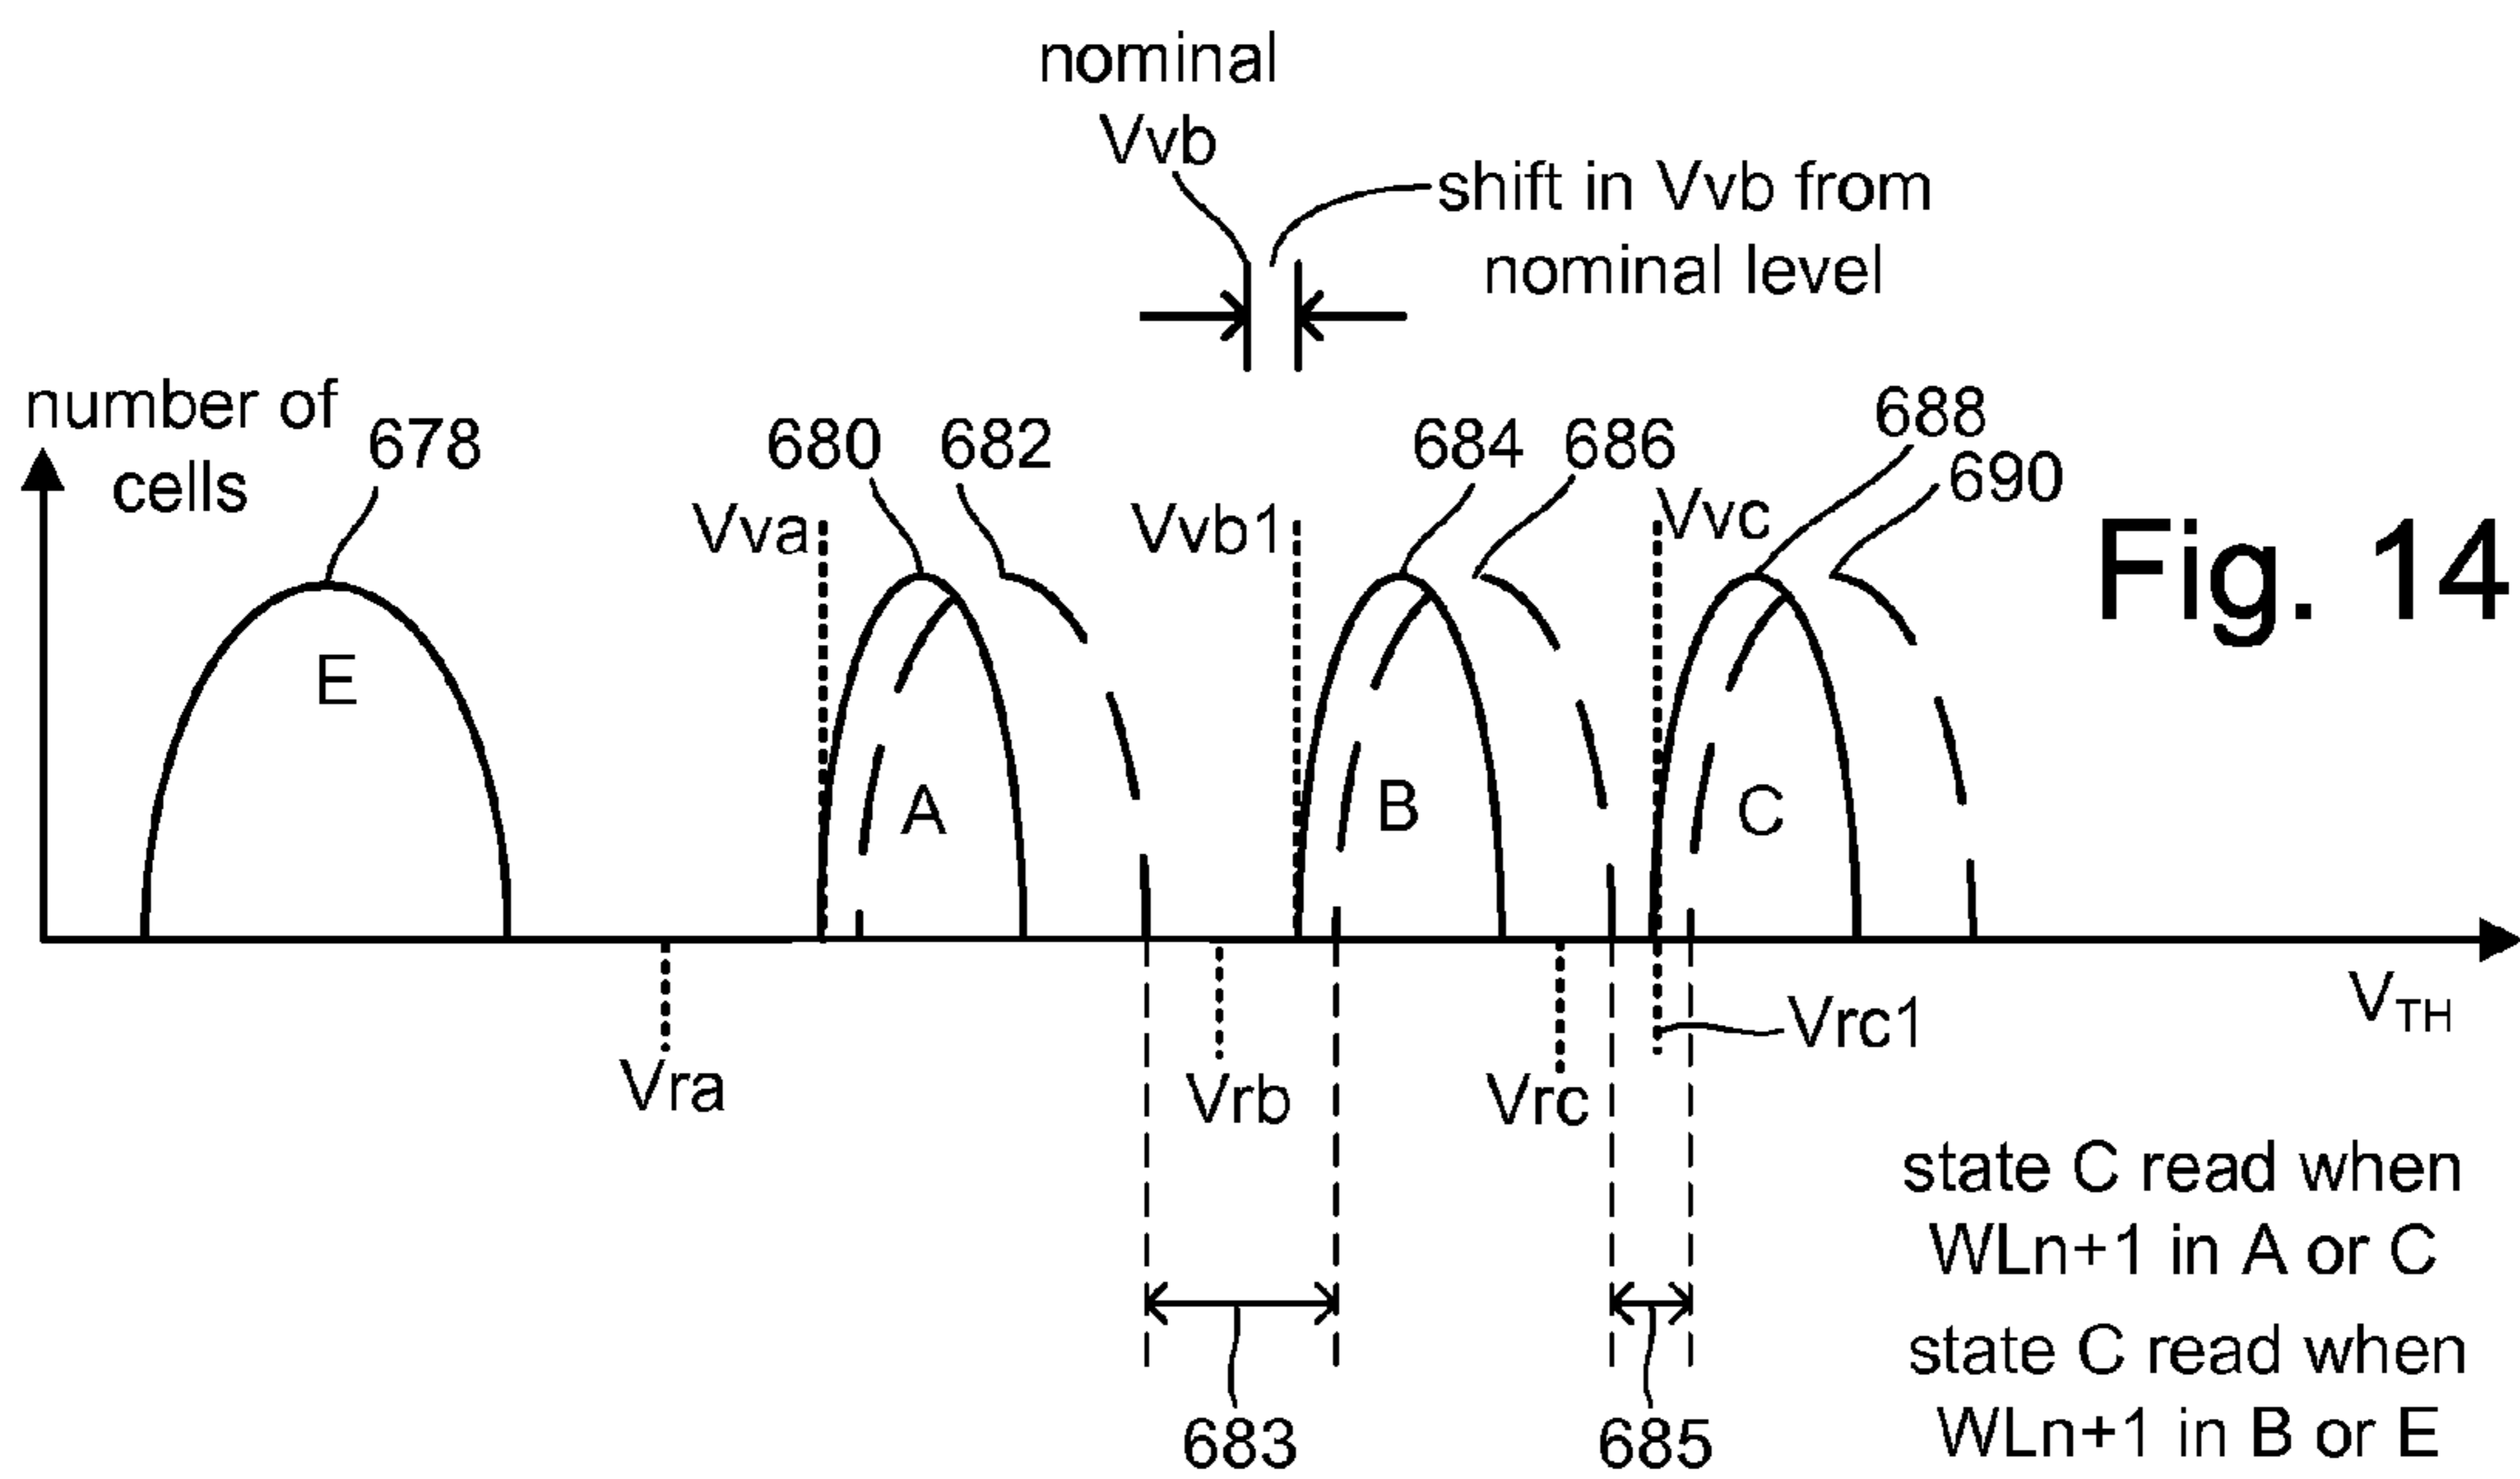 nominal
Vvb
shift in Vvb from
nominal level
number of
cells
678
680
682
684
686
688
690
Vva
Vvb1
Vvc
Fig. 14
E
A
B
C
VTH
Vra
Vrb
Vrc
Vrc1
683
685
state C read when
WLn+1 in A or C
state C read when
WLn+1 in B or E